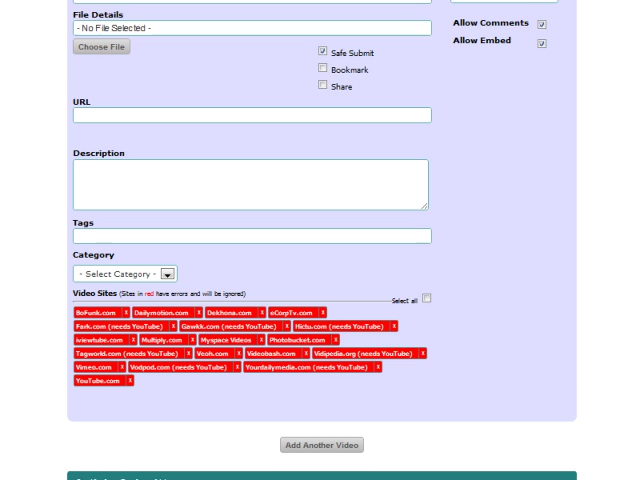 File Details
- No File Selected -
Allow Comments
Choose File
Allow Embed
Safe Submit
Bookmark
Share
URL
Description
Tags
Category
- Select Category -
Video Sites (Sites in red have errors and will be ignored)
Select all
BoFunk.com x Dailymotion.com x Dekhona.com x eCorpTv.com x
Fark.com (needs YouTube) x Gawkk.com (needs YouTube) x Hictu.com (needs YouTube) x
iviewtube.com x Multiply.com x Myspace Videos x Photobucket.com x
Tagworld.com (needs YouTube) x Veoh.com x Videobash.com x Vidipedia.org (needs YouTube) x
Vimeo.com x Vodpod.com (needs YouTube) x Yourdailymedia.com (needs YouTube) x
YouTube.com x
Add Another Video